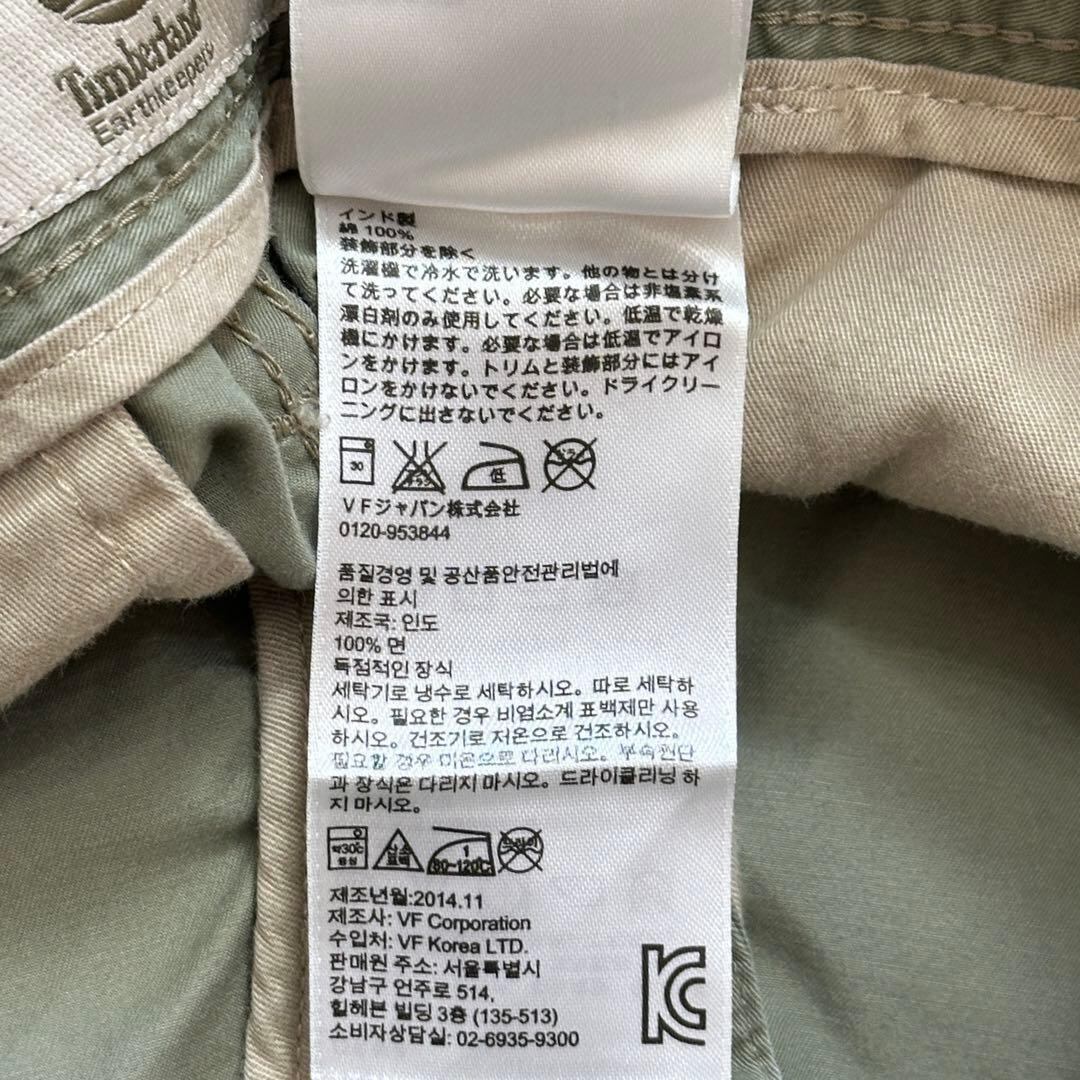 Timberland
Earthkeepers
インド製
綿 100%
装飾部分を除く
洗濯機で冷水で洗います。他の物とは分け
て洗ってください。必要な場合は非塩素系
漂白剤のみ使用してください。低温で乾燥
機にかけます。必要な場合は低温でアイロ
ンをかけます。トリムと装飾部分にはアイ
ロンをかけないでください。ドライクリー
ニングに出さないでください。
30
低
VFジャパン株式会社
0120-953844
품질경영 및 공산품안전관리법에
의한 표시
제조국: 인도
100% 면
득점적인 장식
세탁기로 냉수로 세탁하시오. 따로 세탁하
시오. 필요한 경우 비염소계 표백제만 사용
하시오. 건조기로 저온으로 건조하시오.
필요할 경우 미온으로 다리시오. 부속원단
과 장식은 다리지 마시오. 드라이클리닝 하
지 마시오.
약30℃
중성
산소
표백
1
80~120℃
드라이
제조년월:2014.11
제조사: VF Corporation
수입처: VF Korea LTD.
판매원 주소: 서울특별시
강남구 언주로 514,
힐헤븐 빌딩 3층 (135-513)
소비자상담실: 02-6935-9300